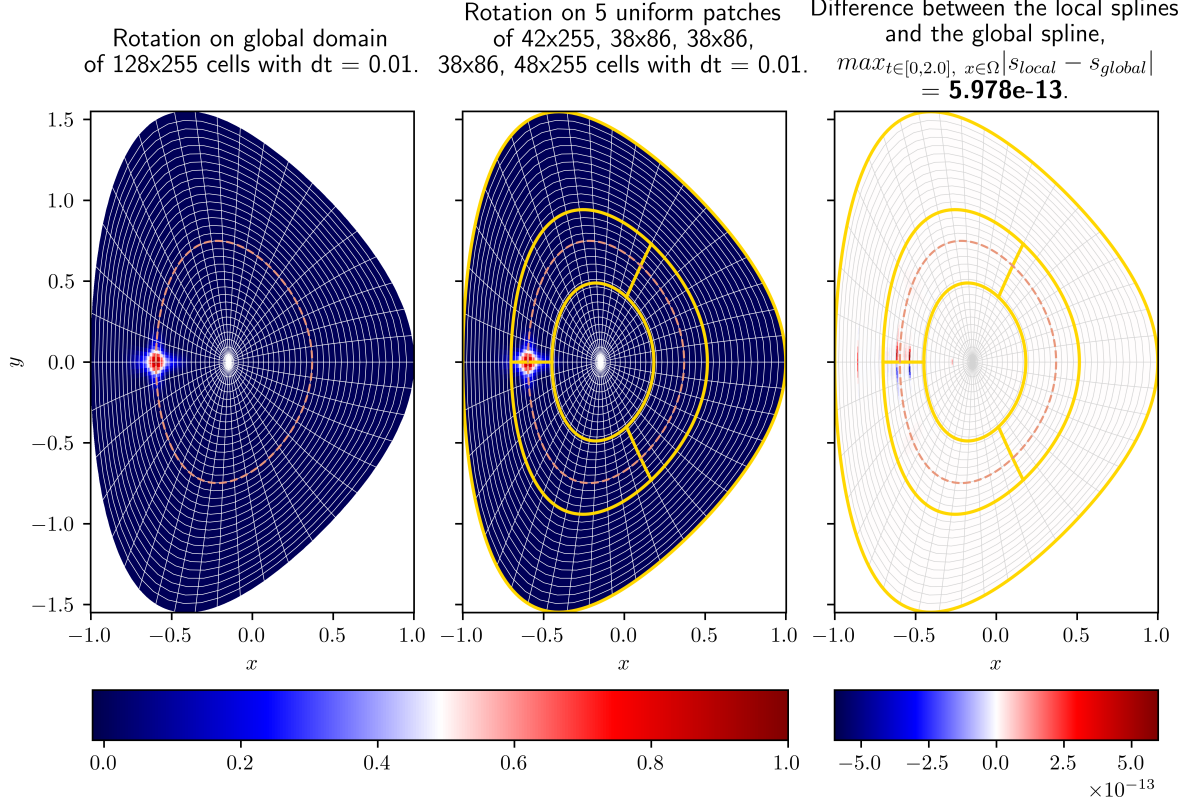 Rotation on global domain
of 128x255 cells with dt = 0.01.
Rotation on 5 uniform patches
of 42x255, 38x86, 38x86,
38x86, 48x255 cells with dt = 0.01.
Difference between the local splines
and the global spline,
max_{t∈[0,2.0], x∈Ω}|s_{local} − s_{global}|
= 5.978e-13.
1.5
1.0
0.5
0.0
−0.5
−1.0
−1.5
y
−1.0 −0.5 0.0 0.5 1.0
x
−1.0 −0.5 0.0 0.5 1.0
x
−1.0 −0.5 0.0 0.5 1.0
x
0.0 0.2 0.4 0.6 0.8 1.0
−5.0 −2.5 0.0 2.5 5.0
×10^{−13}